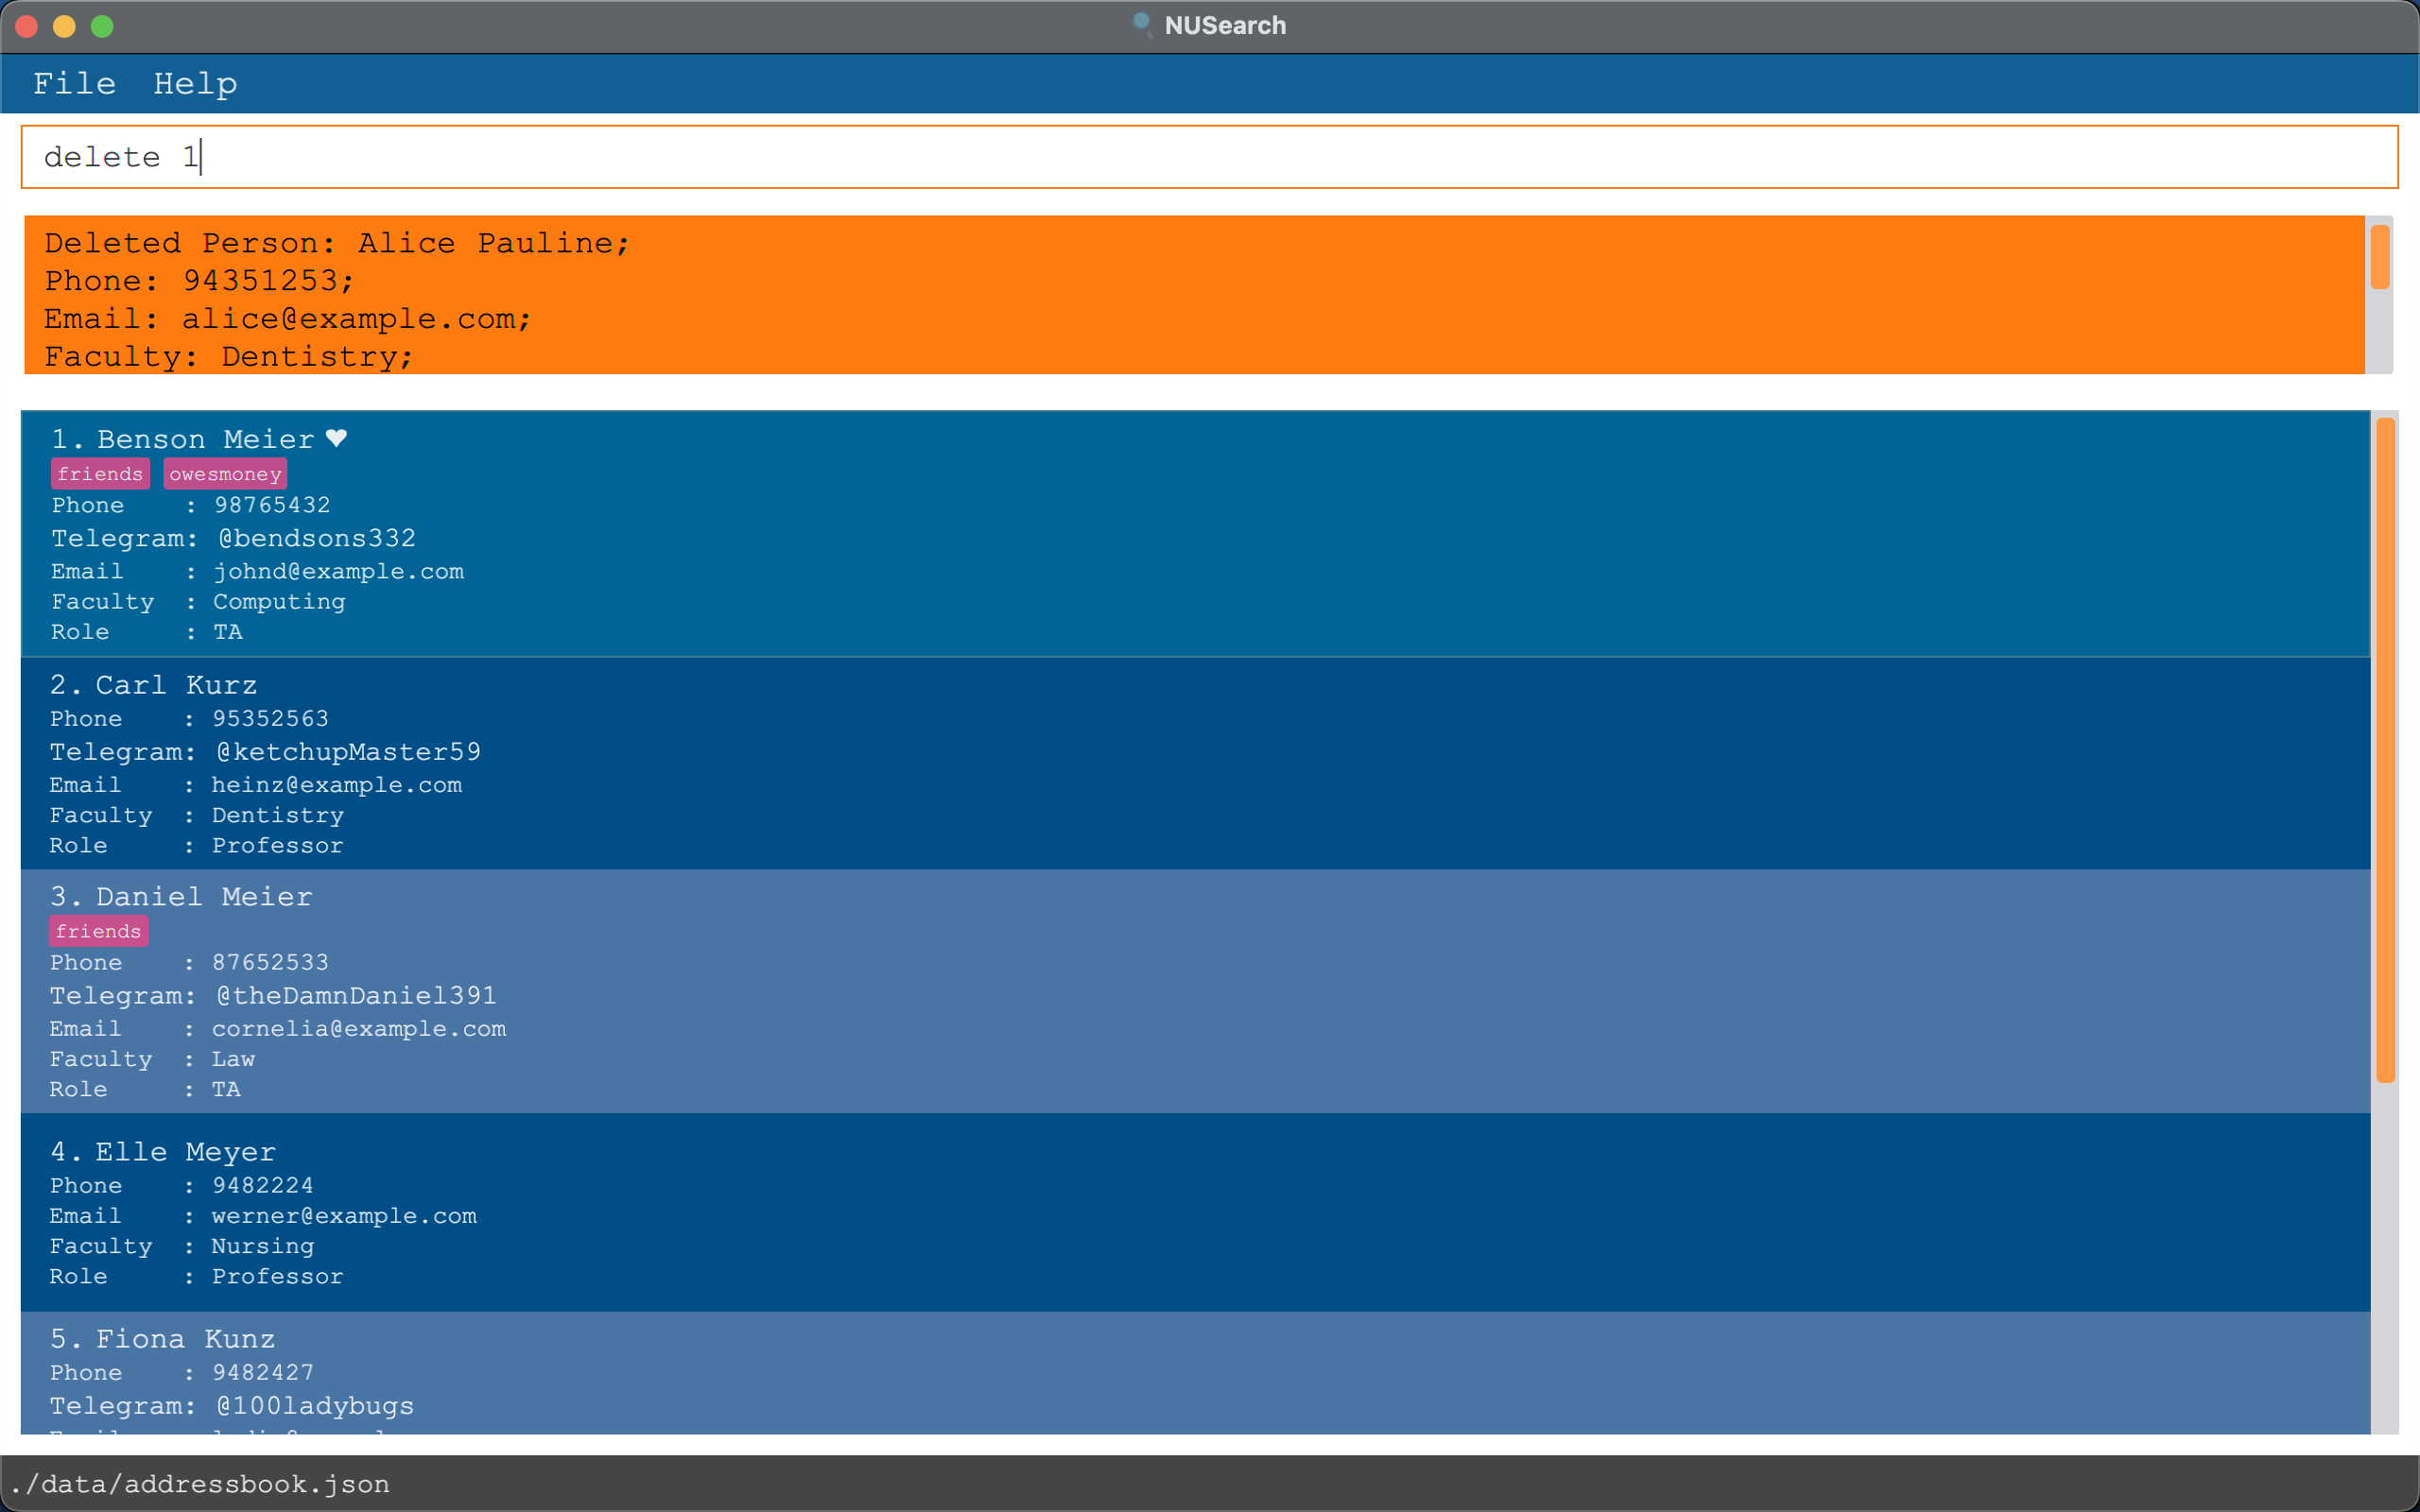 NUSearch
File Help
delete 1
Deleted Person: Alice Pauline;
Phone: 94351253;
Email: alice@example.com;
Faculty: Dentistry;
1. Benson Meier ♥
friends owesmoney
Phone : 98765432
Telegram: @bendsons332
Email : johnd@example.com
Faculty : Computing
Role : TA
2. Carl Kurz
Phone : 95352563
Telegram: @ketchupMaster59
Email : heinz@example.com
Faculty : Dentistry
Role : Professor
3. Daniel Meier
friends
Phone : 87652533
Telegram: @theDamnDaniel391
Email : cornelia@example.com
Faculty : Law
Role : TA
4. Elle Meyer
Phone : 9482224
Email : werner@example.com
Faculty : Nursing
Role : Professor
5. Fiona Kunz
Phone : 9482427
Telegram: @100ladybugs
./data/addressbook.json